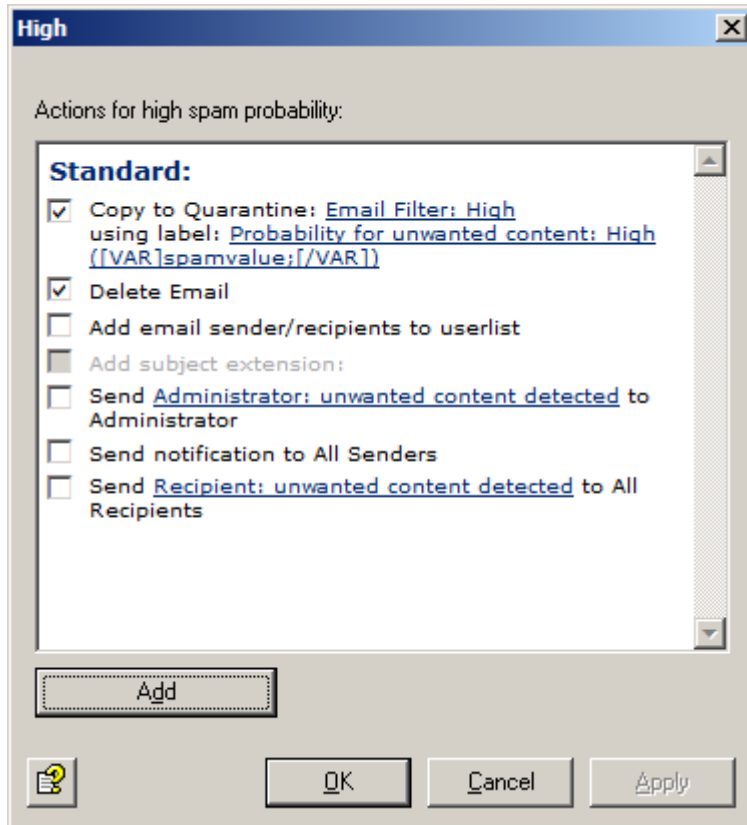 High
Actions for high spam probability:
Standard:
Copy to Quarantine: Email Filter: High
using label: Probability for unwanted content: High
([VAR]spamvalue;[/VAR])
Delete Email
Add email sender/recipients to userlist
Add subject extension:
Send Administrator: unwanted content detected to
Administrator
Send notification to All Senders
Send Recipient: unwanted content detected to All
Recipients
Add
OK Cancel Apply